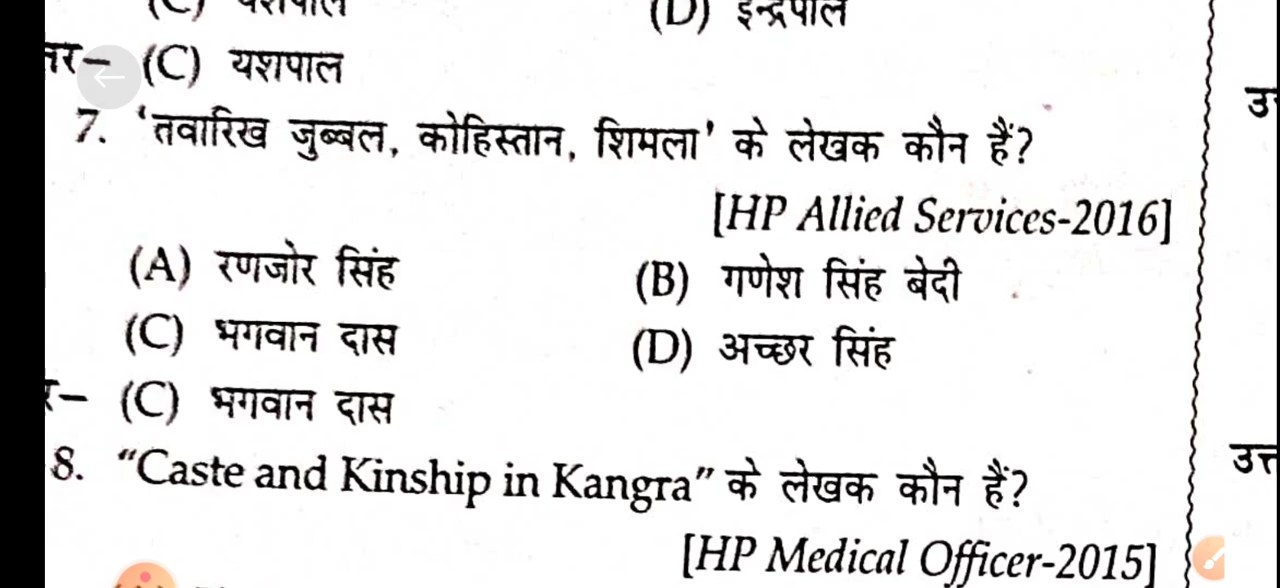 (C) यशपाल (D) इन्द्रपाल
तर– (C) यशपाल
7. ‘तवारिख जुब्बल, कोहिस्तान, शिमला’ के लेखक कौन हैं?
[HP Allied Services-2016]
(A) रणजोर सिंह (B) गणेश सिंह बेदी
(C) भगवान दास (D) अच्छर सिंह
र– (C) भगवान दास
8. “Caste and Kinship in Kangra” के लेखक कौन हैं?
[HP Medical Officer-2015]